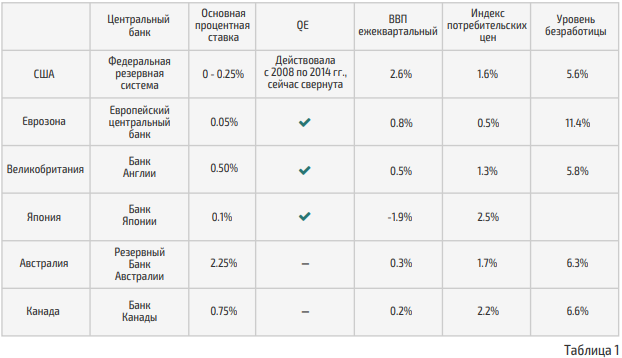 Центральный банк | Основная процентная ставка | QE | ВВП ежеквартальный | Индекс потребительских цен | Уровень безработицы
США | Федеральная резервная система | 0 - 0.25% | Действовала с 2008 по 2014 гг., сейчас свернута | 2.6% | 1.6% | 5.6%
Еврозона | Европейский центральный банк | 0.05% | ✔ | 0.8% | 0.5% | 11.4%
Великобритания | Банк Англии | 0.50% | ✔ | 0.5% | 1.3% | 5.8%
Япония | Банк Японии | 0.1% | ✔ | -1.9% | 2.5% |
Австралия | Резервный Банк Австралии | 2.25% | — | 0.3% | 1.7% | 6.3%
Канада | Банк Канады | 0.75% | — | 0.2% | 2.2% | 6.6%
Таблица 1